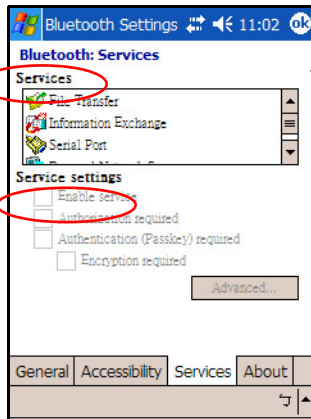 Bluetooth Settings 11:02 ok
Bluetooth: Services
Services
File Transfer
Information Exchange
Serial Port
Service settings
Enable service
Authorization required
Authentication (Passkey) required
Encryption required
Advanced...
General Accessibility Services About